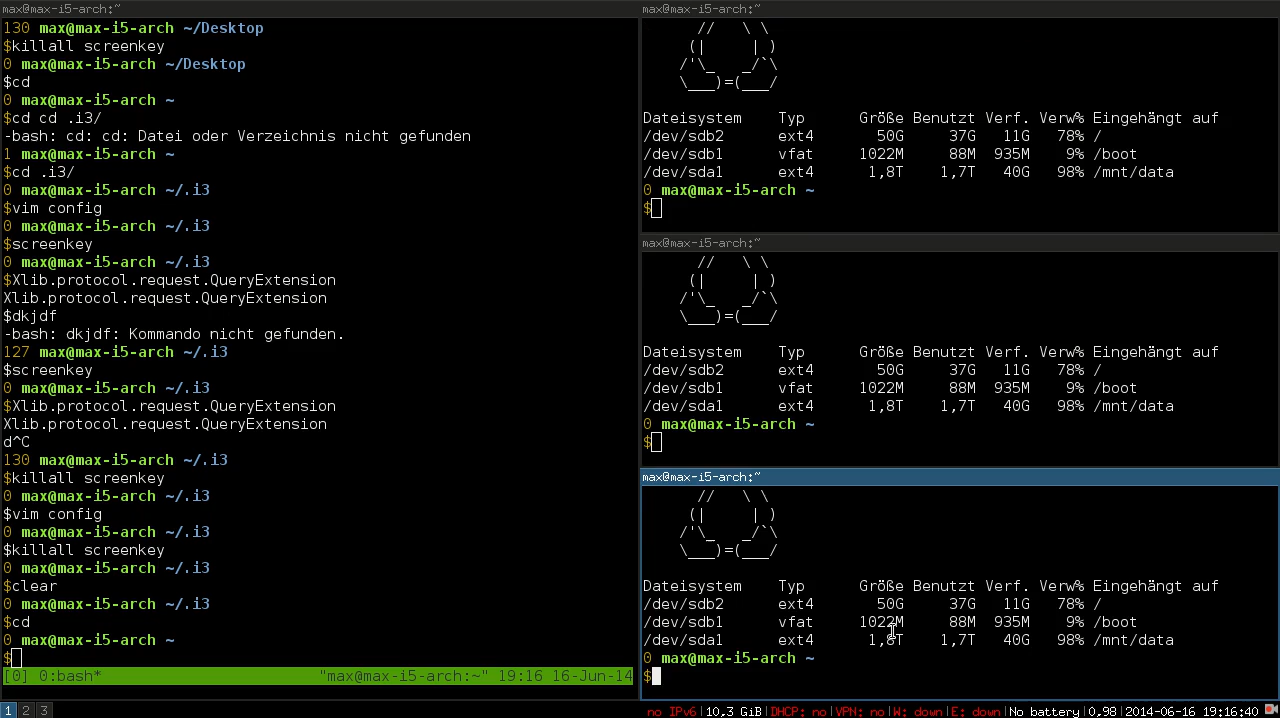 max@max-i5-arch:~
130 max@max-i5-arch ~/Desktop
$killall screenkey
0 max@max-i5-arch ~/Desktop
$cd
0 max@max-i5-arch ~
$cd cd .i3/
-bash: cd: cd: Datei oder Verzeichnis nicht gefunden
1 max@max-i5-arch ~
$cd .i3/
0 max@max-i5-arch ~/.i3
$vim config
0 max@max-i5-arch ~/.i3
$screenkey
0 max@max-i5-arch ~/.i3
$Xlib.protocol.request.QueryExtension
Xlib.protocol.request.QueryExtension
$dkjdf
-bash: dkjdf: Kommando nicht gefunden.
127 max@max-i5-arch ~/.i3
$screenkey
0 max@max-i5-arch ~/.i3
$Xlib.protocol.request.QueryExtension
Xlib.protocol.request.QueryExtension
d^C
130 max@max-i5-arch ~/.i3
$killall screenkey
0 max@max-i5-arch ~/.i3
$vim config
0 max@max-i5-arch ~/.i3
$killall screenkey
0 max@max-i5-arch ~/.i3
$clear
0 max@max-i5-arch ~/.i3
$cd
0 max@max-i5-arch ~
$
[0] 0:bash* "max@max-i5-arch:~" 19:16 16-Jun-14
max@max-i5-arch:~
      //   \ \
     (|     | )
    /'\_   _/`\
    \___)=(___/
Dateisystem    Typ      Größe Benutzt Verf. Verw% Eingehängt auf
/dev/sdb2      ext4       50G     37G   11G   78% /
/dev/sdb1      vfat     1022M     88M  935M    9% /boot
/dev/sda1      ext4      1,8T    1,7T   40G   98% /mnt/data
0 max@max-i5-arch ~
$
max@max-i5-arch:~
      //   \ \
     (|     | )
    /'\_   _/`\
    \___)=(___/
Dateisystem    Typ      Größe Benutzt Verf. Verw% Eingehängt auf
/dev/sdb2      ext4       50G     37G   11G   78% /
/dev/sdb1      vfat     1022M     88M  935M    9% /boot
/dev/sda1      ext4      1,8T    1,7T   40G   98% /mnt/data
0 max@max-i5-arch ~
$
max@max-i5-arch:~
      //   \ \
     (|     | )
    /'\_   _/`\
    \___)=(___/
Dateisystem    Typ      Größe Benutzt Verf. Verw% Eingehängt auf
/dev/sdb2      ext4       50G     37G   11G   78% /
/dev/sdb1      vfat     1022M     88M  935M    9% /boot
/dev/sda1      ext4      1,8T    1,7T   40G   98% /mnt/data
0 max@max-i5-arch ~
$
1 2 3
no IPv6|10,3 GiB|DHCP: no|VPN: no|W: down|E: down|No battery|0,98|2014-06-16 19:16:40